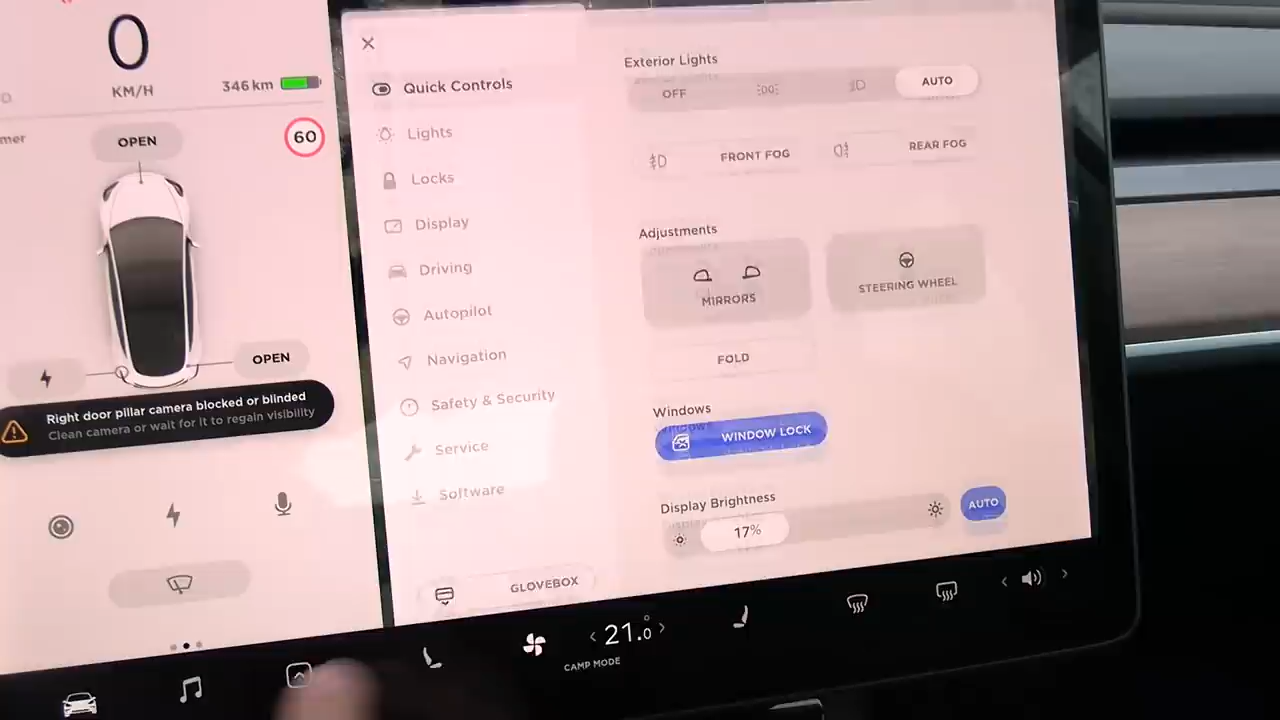 0
KM/H
346 km
mer
OPEN
60
OPEN
Right door pillar camera blocked or blinded
Clean camera or wait for it to regain visibility
Quick Controls
Lights
Locks
Display
Driving
Autopilot
Navigation
Safety & Security
Service
Software
GLOVEBOX
Exterior Lights
OFF
AUTO
FRONT FOG
REAR FOG
Adjustments
MIRRORS
STEERING WHEEL
FOLD
Windows
WINDOW LOCK
Display Brightness
17%
AUTO
21.0°
CAMP MODE